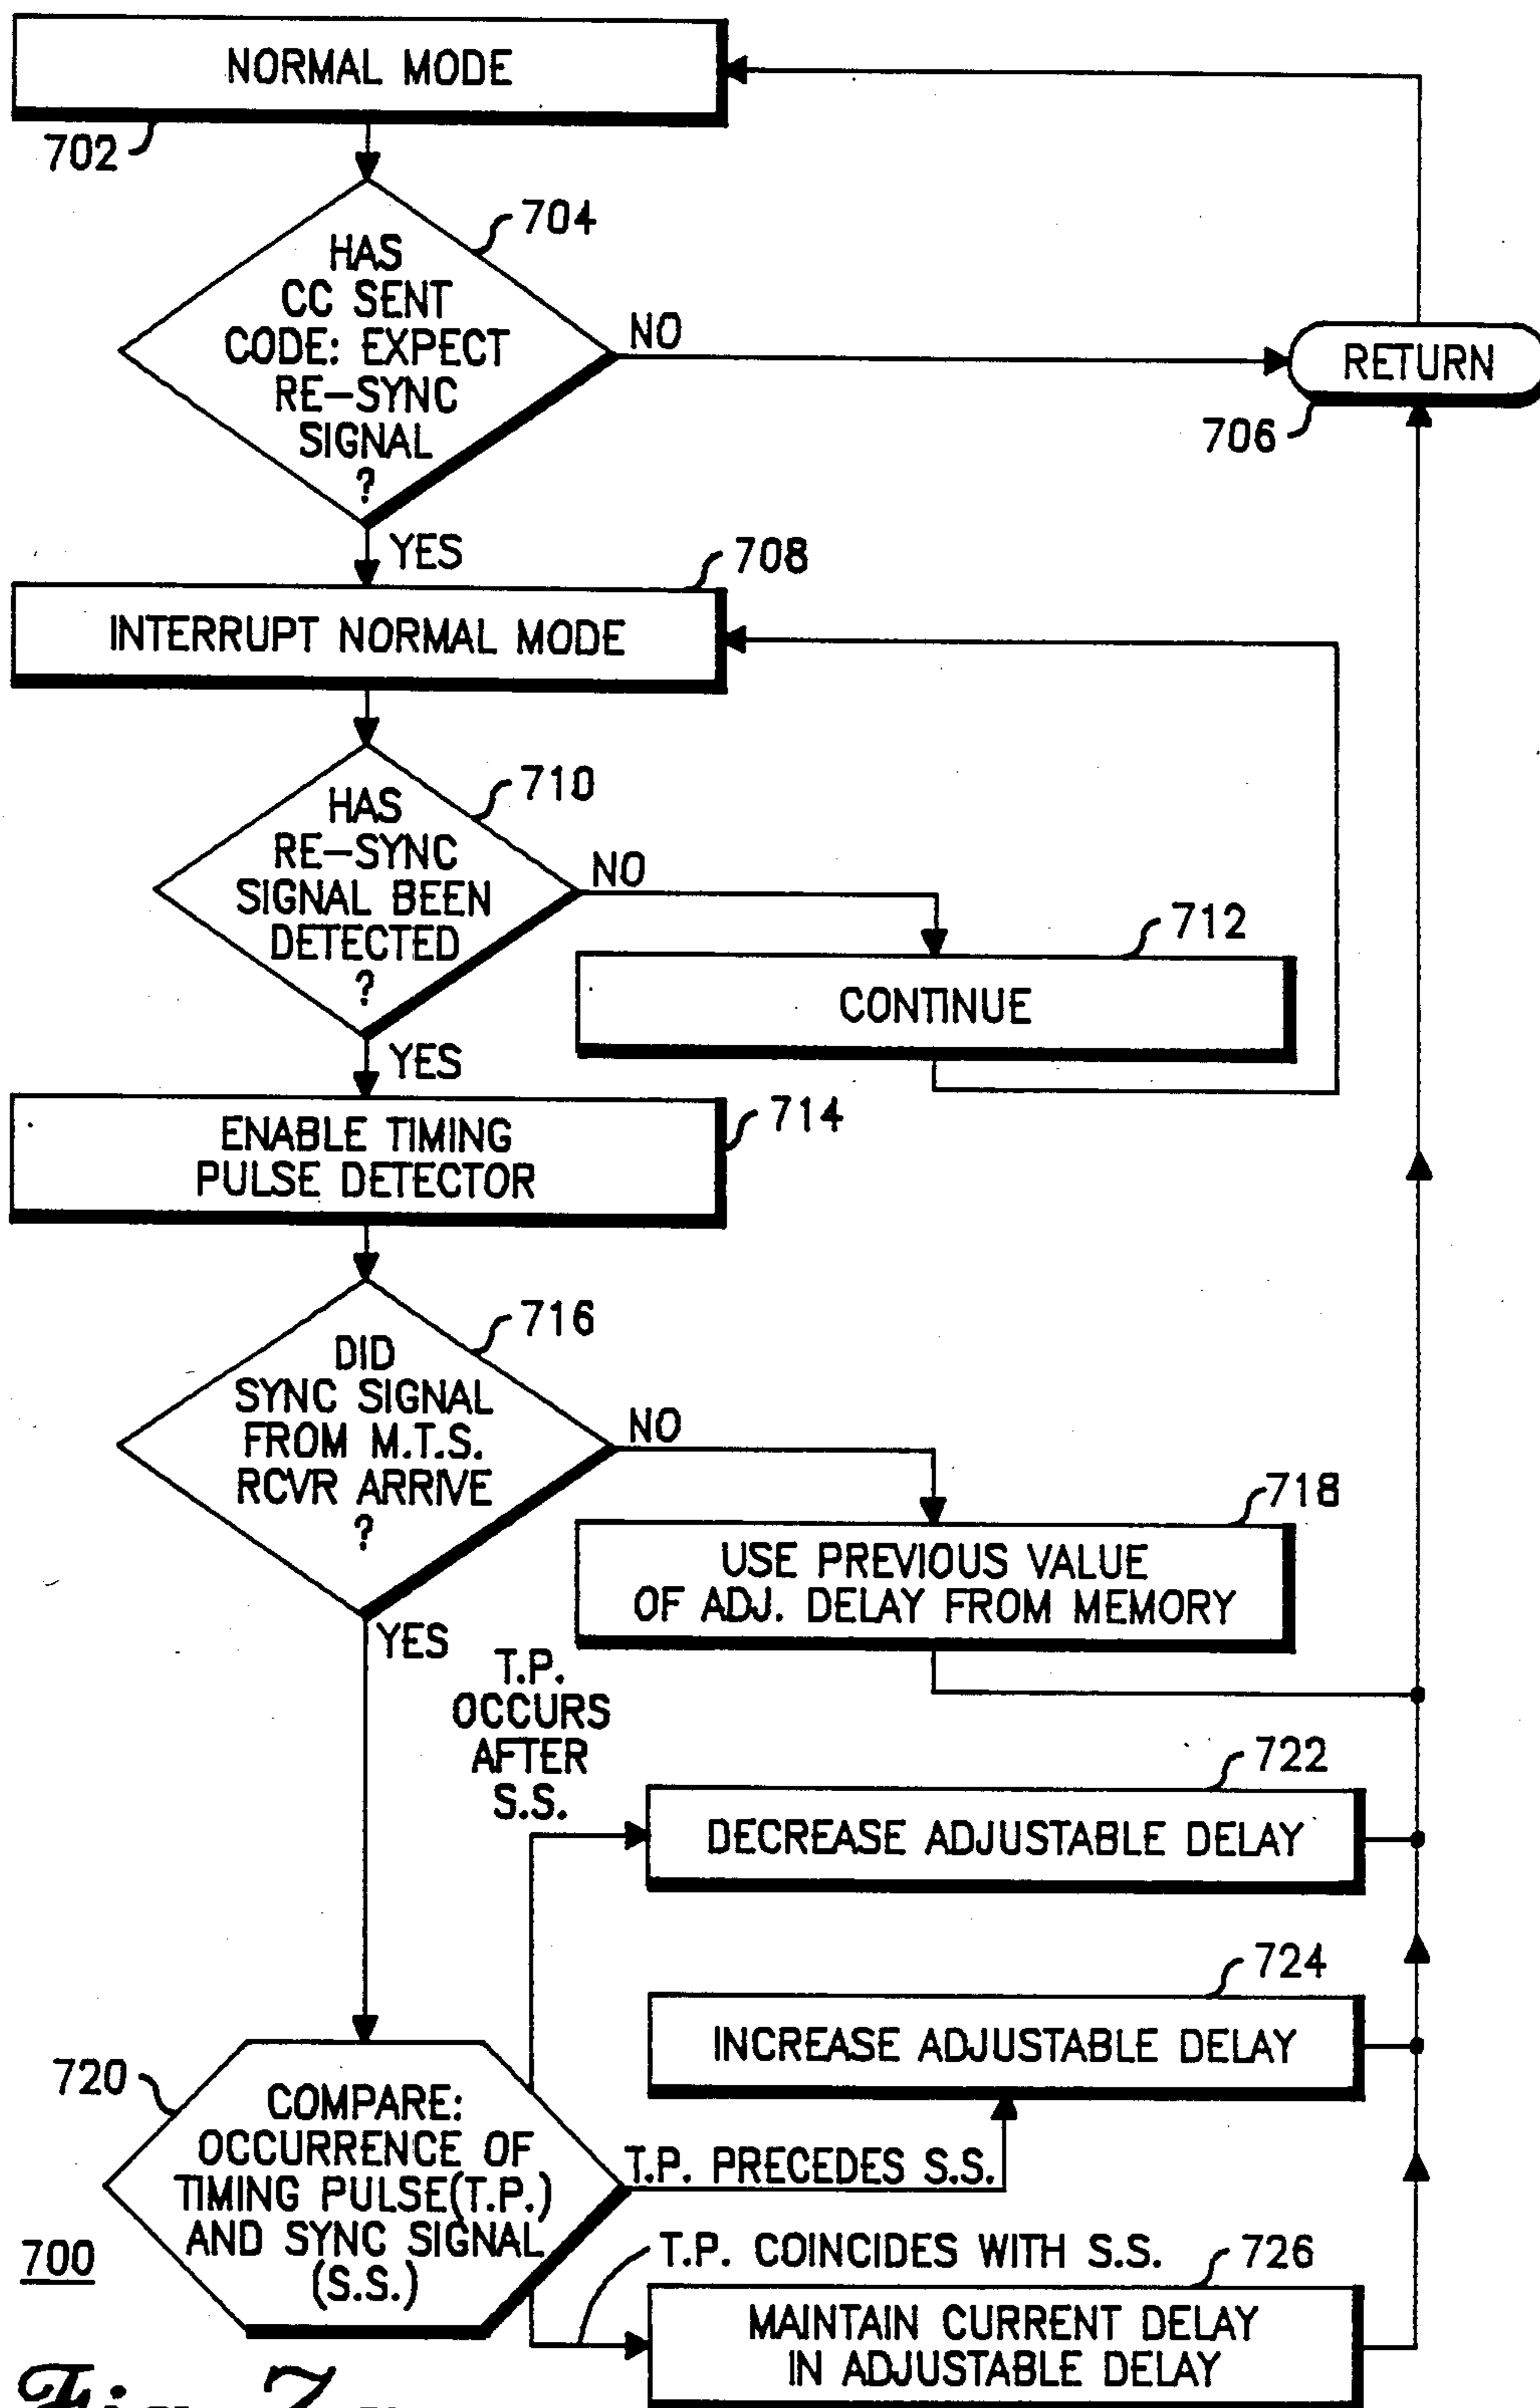 NORMAL MODE
702
704
HAS
CC SENT
CODE: EXPECT
RE-SYNC
SIGNAL
?
NO
RETURN
706
YES
708
INTERRUPT NORMAL MODE
710
HAS
RE-SYNC
SIGNAL BEEN
DETECTED
?
NO
712
CONTINUE
YES
714
ENABLE TIMING
PULSE DETECTOR
716
DID
SYNC SIGNAL
FROM M.T.S.
RCVR ARRIVE
?
NO
718
USE PREVIOUS VALUE
OF ADJ. DELAY FROM MEMORY
YES
T.P.
OCCURS
AFTER
S.S.
722
DECREASE ADJUSTABLE DELAY
724
INCREASE ADJUSTABLE DELAY
720
COMPARE:
OCCURRENCE OF
TIMING PULSE(T.P.)
AND SYNC SIGNAL
(S.S.)
T.P. PRECEDES S.S.
700
T.P. COINCIDES WITH S.S.
726
MAINTAIN CURRENT DELAY
IN ADJUSTABLE DELAY